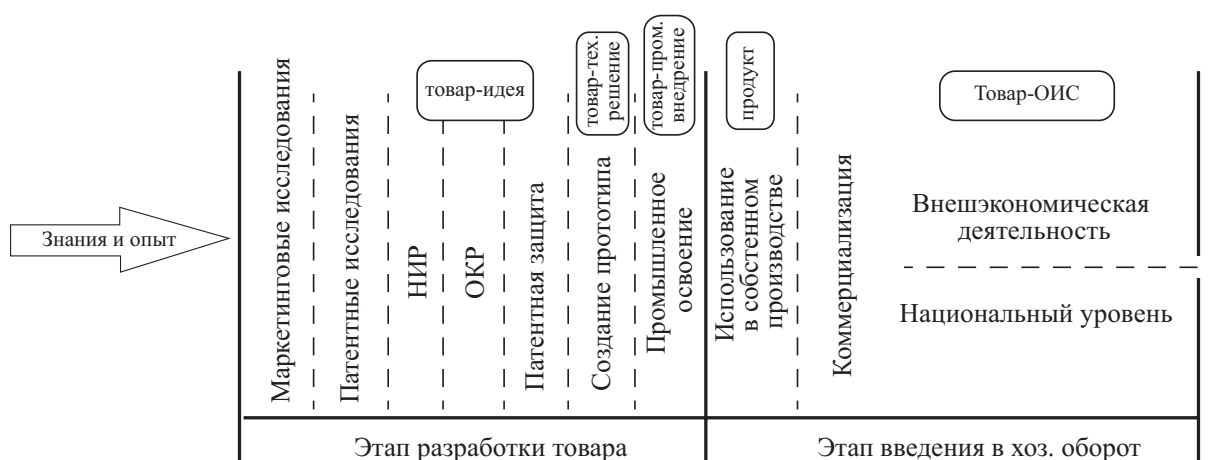 Знания и опыт
Маркетинговые исследования
Патентные исследования
товар-идея
НИР
ОКР
Патентная защита
товар-тех.
решение
Создание прототипа
товар-пром.
внедрение
Промышленное
освоение
продукт
Использование
в собстенном
производстве
Коммерциализация
Товар-ОИС
Внешэкономическая
деятельность
Национальный уровень
Этап разработки товара
Этап введения в хоз. оборот